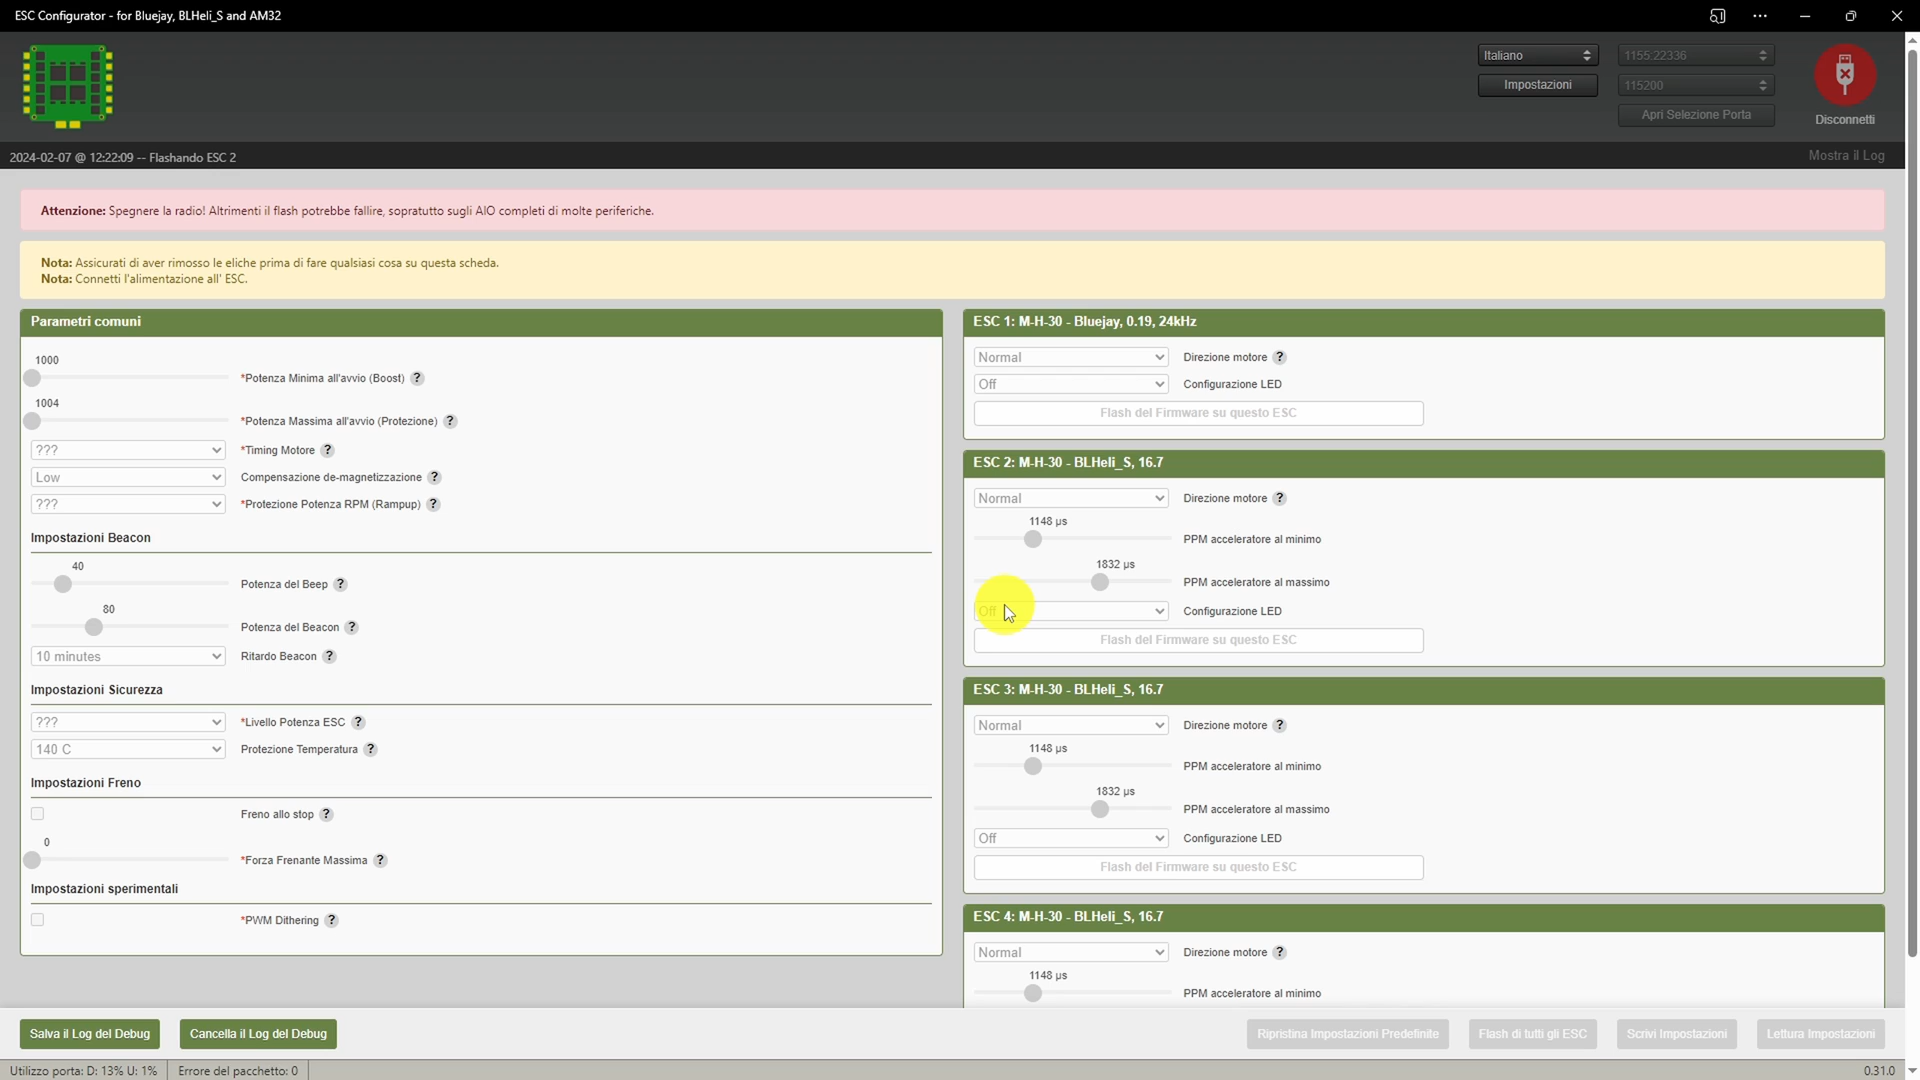 ESC Configurator - for Bluejay, BLHeli_S and AM32
Italiano
1155:22336
Impostazioni
115200
Apri Selezione Porta
Disconnetti
2024-02-07 @ 12:22:09 -- Flashando ESC 2
Mostra il Log
Attenzione: Spegnere la radio! Altrimenti il flash potrebbe fallire, sopratutto sugli AIO completi di molte periferiche.
Nota: Assicurati di aver rimosso le eliche prima di fare qualsiasi cosa su questa scheda.
Nota: Connetti l'alimentazione all' ESC.
Parametri comuni
1000
*Potenza Minima all'avvio (Boost) ?
1004
*Potenza Massima all'avvio (Protezione) ?
??? *Timing Motore ?
Low Compensazione de-magnetizzazione ?
??? *Protezione Potenza RPM (Rampup) ?
Impostazioni Beacon
40
Potenza del Beep ?
80
Potenza del Beacon ?
10 minutes Ritardo Beacon ?
Impostazioni Sicurezza
??? *Livello Potenza ESC ?
140 C Protezione Temperatura ?
Impostazioni Freno
Freno allo stop ?
0
*Forza Frenante Massima ?
Impostazioni sperimentali
*PWM Dithering ?
ESC 1: M-H-30 - Bluejay, 0.19, 24kHz
Normal Direzione motore ?
Off Configurazione LED
Flash del Firmware su questo ESC
ESC 2: M-H-30 - BLHeli_S, 16.7
Normal Direzione motore ?
1148 µs
PPM acceleratore al minimo
1832 µs
PPM acceleratore al massimo
Off Configurazione LED
Flash del Firmware su questo ESC
ESC 3: M-H-30 - BLHeli_S, 16.7
Normal Direzione motore ?
1148 µs
PPM acceleratore al minimo
1832 µs
PPM acceleratore al massimo
Off Configurazione LED
Flash del Firmware su questo ESC
ESC 4: M-H-30 - BLHeli_S, 16.7
Normal Direzione motore ?
1148 µs
PPM acceleratore al minimo
Salva il Log del Debug
Cancella il Log del Debug
Ripristina Impostazioni Predefinite
Flash di tutti gli ESC
Scrivi Impostazioni
Lettura Impostazioni
Utilizzo porta: D: 13% U: 1%
Errore del pacchetto: 0
0.31.0